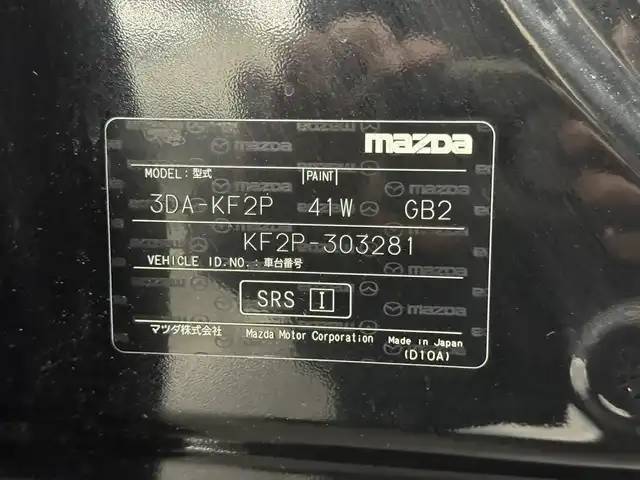 mazda
MODEL: 型式 PAINT
3DA-KF2P 41W GB2
KF2P-303281
VEHICLE ID.NO.: 車台番号
SRS I
マツダ株式会社 Mazda Motor Corporation Made in Japan
(D10A)